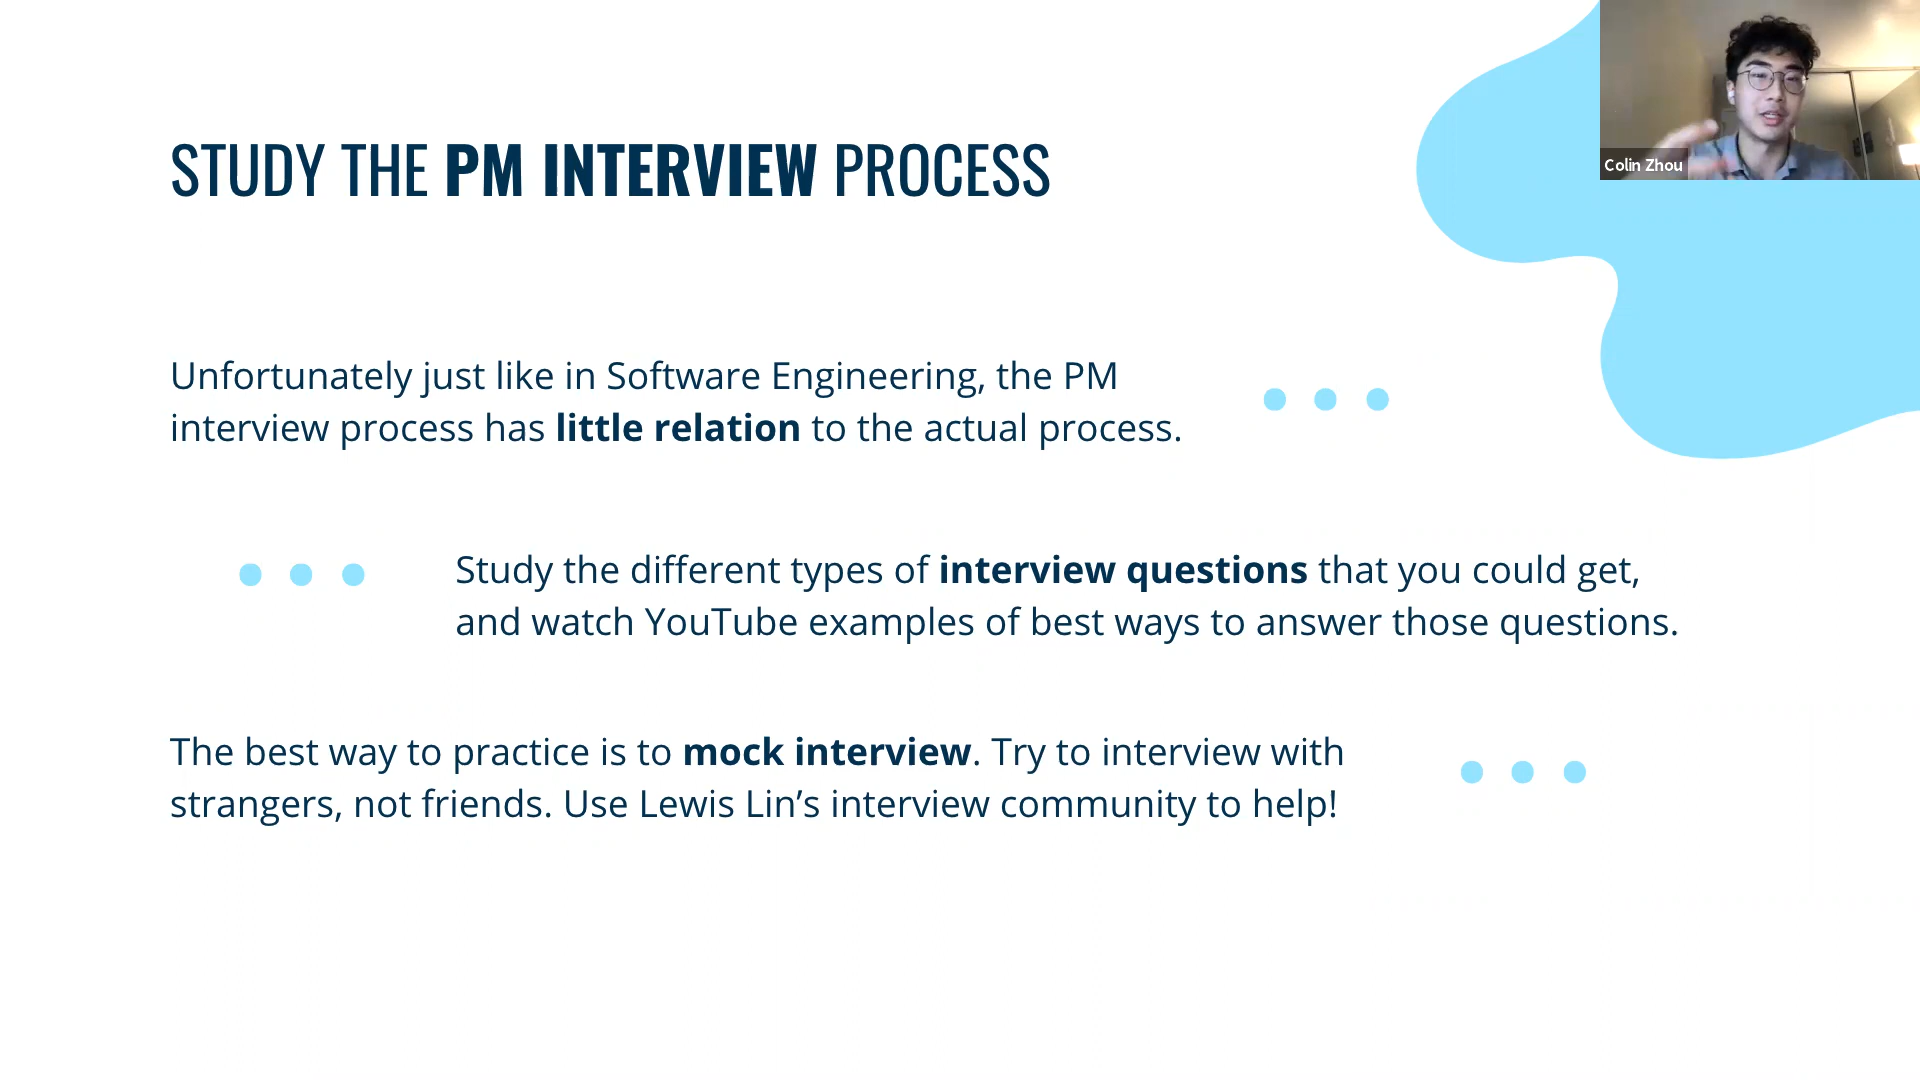 STUDY THE PM INTERVIEW PROCESS
Colin Zhou
Unfortunately just like in Software Engineering, the PM
interview process has little relation to the actual process.
Study the different types of interview questions that you could get,
and watch YouTube examples of best ways to answer those questions.
The best way to practice is to mock interview. Try to interview with
strangers, not friends. Use Lewis Lin’s interview community to help!